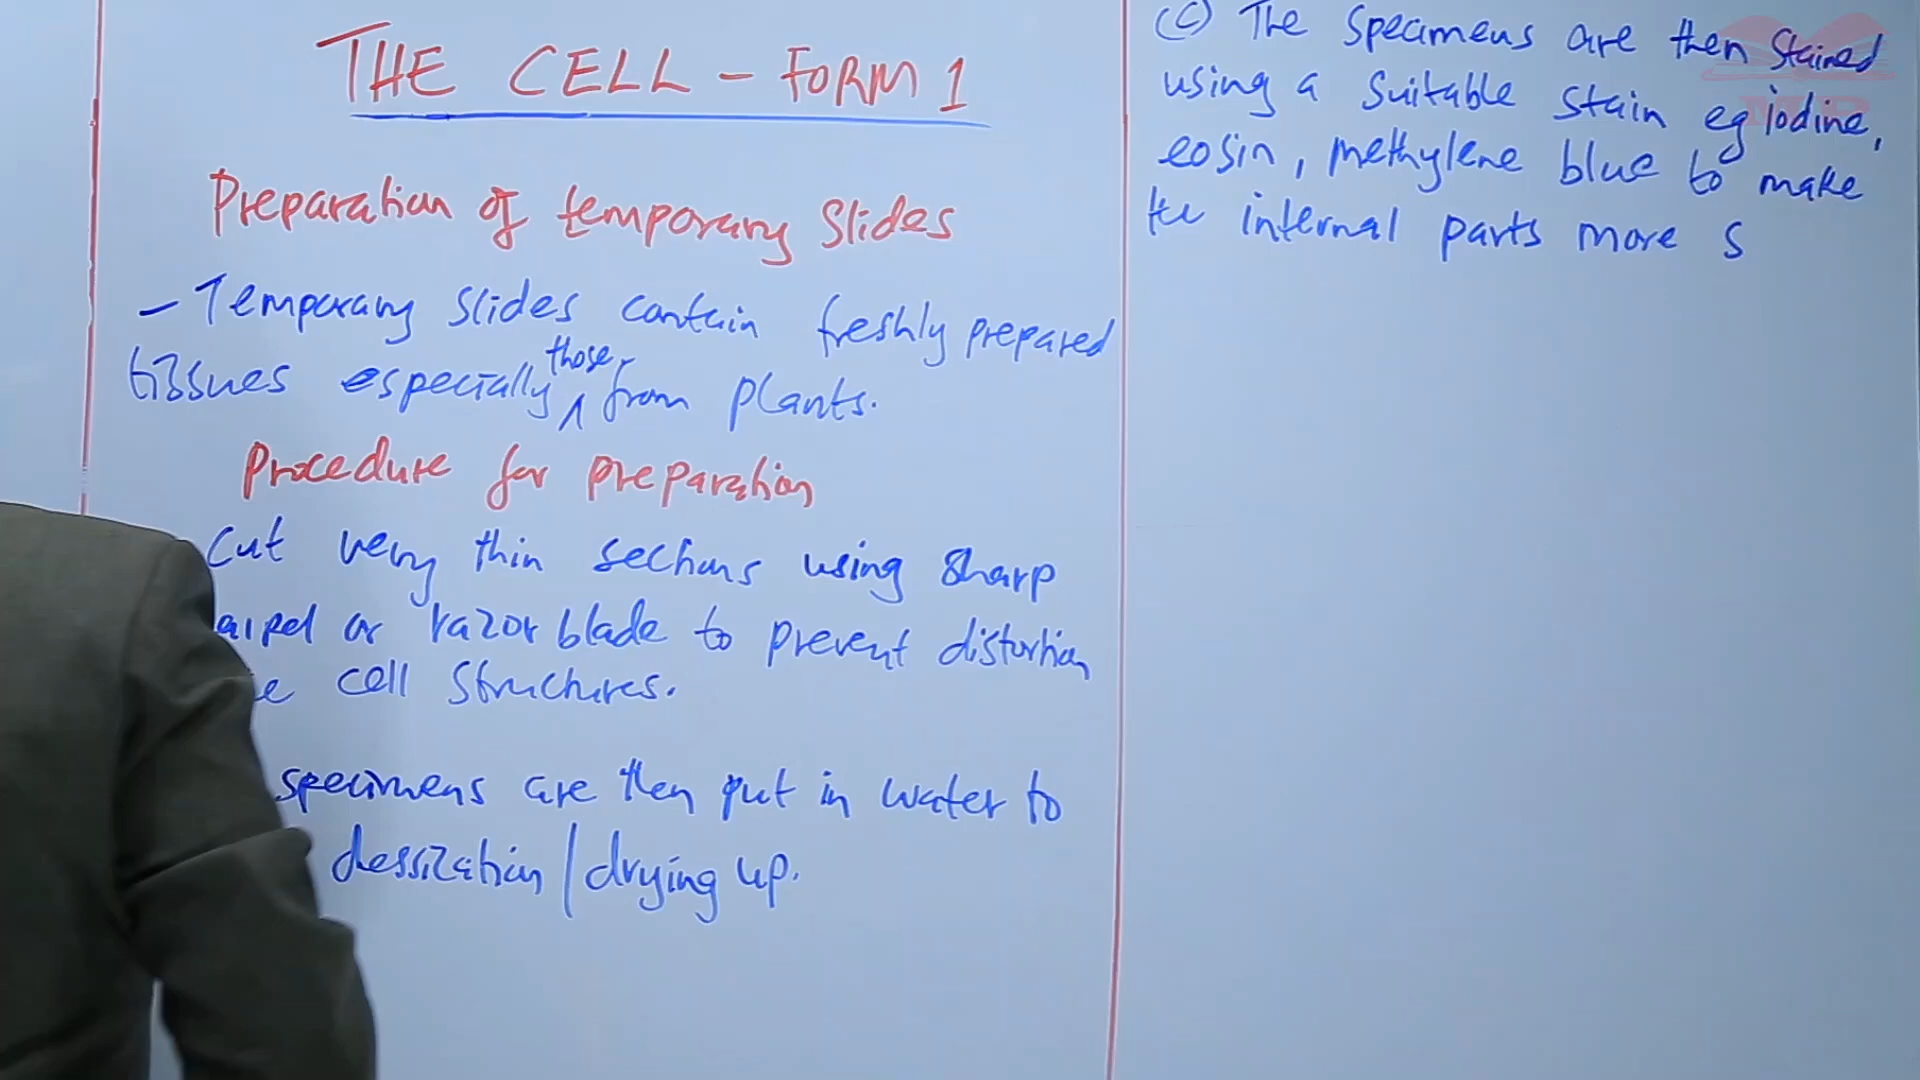 THE CELL - FORM 1
Preparation of temporary Slides
- Temporary slides contain freshly prepared
tissues especially ^those from plants.
Procedure for preparation
Cut very thin sections using sharp
or razor blade to prevent distortion
cell structures.
specimens are then put in water to
dessication / drying up.
(c) The specimens are then stained
using a suitable stain eg iodine,
eosin, methylene blue to make
the internal parts more s